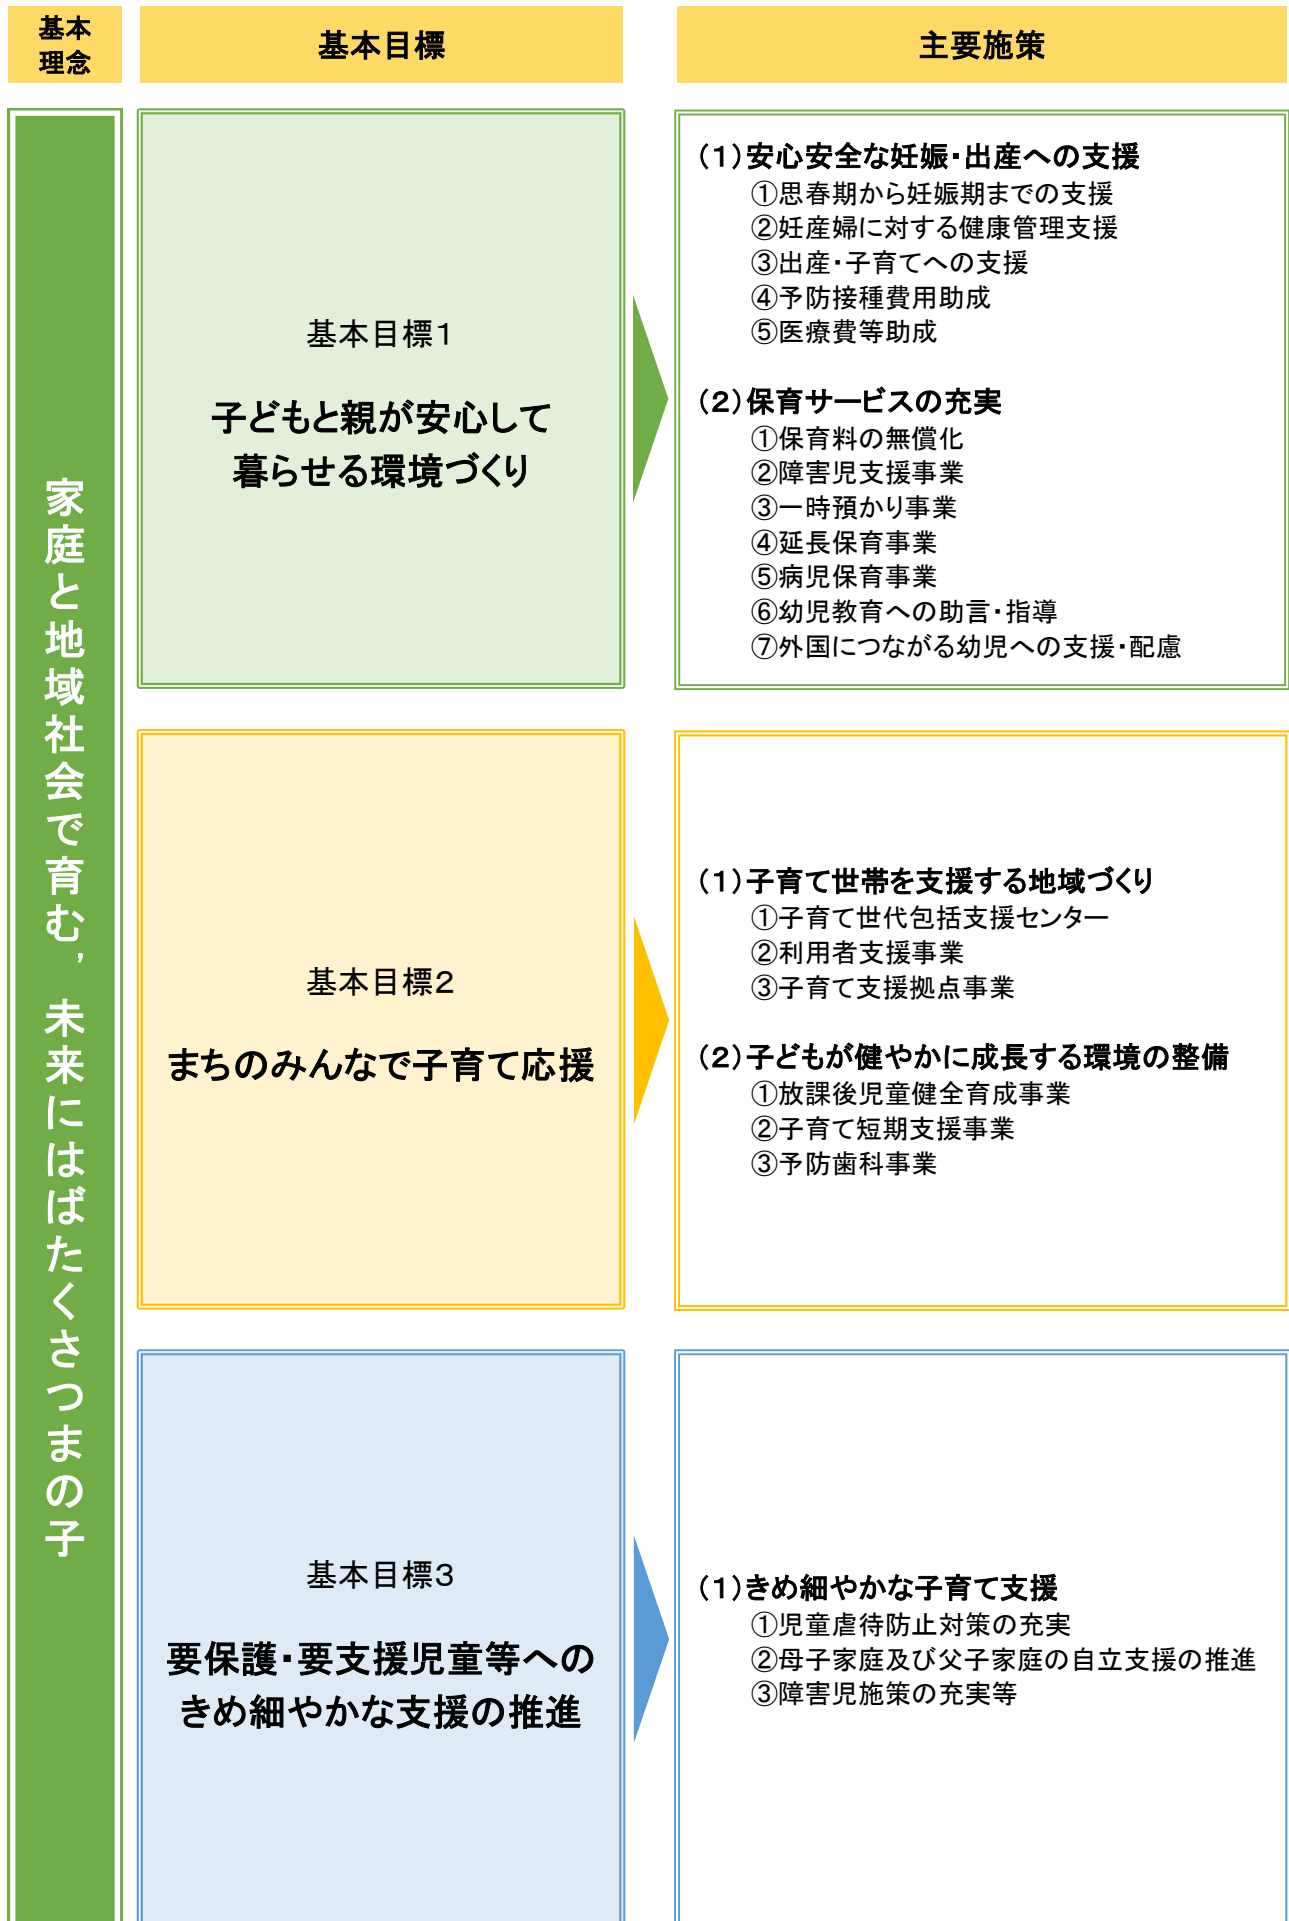 基本
理念
基本目標
主要施策
家庭と地域社会で育む，未来にはばたくさつまの子
基本目標１
子どもと親が安心して
暮らせる環境づくり
（１）安心安全な妊娠・出産への支援
①思春期から妊娠期までの支援
②妊産婦に対する健康管理支援
③出産・子育てへの支援
④予防接種費用助成
⑤医療費等助成
（２）保育サービスの充実
①保育料の無償化
②障害児支援事業
③一時預かり事業
④延長保育事業
⑤病児保育事業
⑥幼児教育への助言・指導
⑦外国につながる幼児への支援・配慮
基本目標２
まちのみんなで子育て応援
（１）子育て世帯を支援する地域づくり
①子育て世代包括支援センター
②利用者支援事業
③子育て支援拠点事業
（２）子どもが健やかに成長する環境の整備
①放課後児童健全育成事業
②子育て短期支援事業
③予防歯科事業
基本目標３
要保護・要支援児童等への
きめ細やかな支援の推進
（１）きめ細やかな子育て支援
①児童虐待防止対策の充実
②母子家庭及び父子家庭の自立支援の推進
③障害児施策の充実等